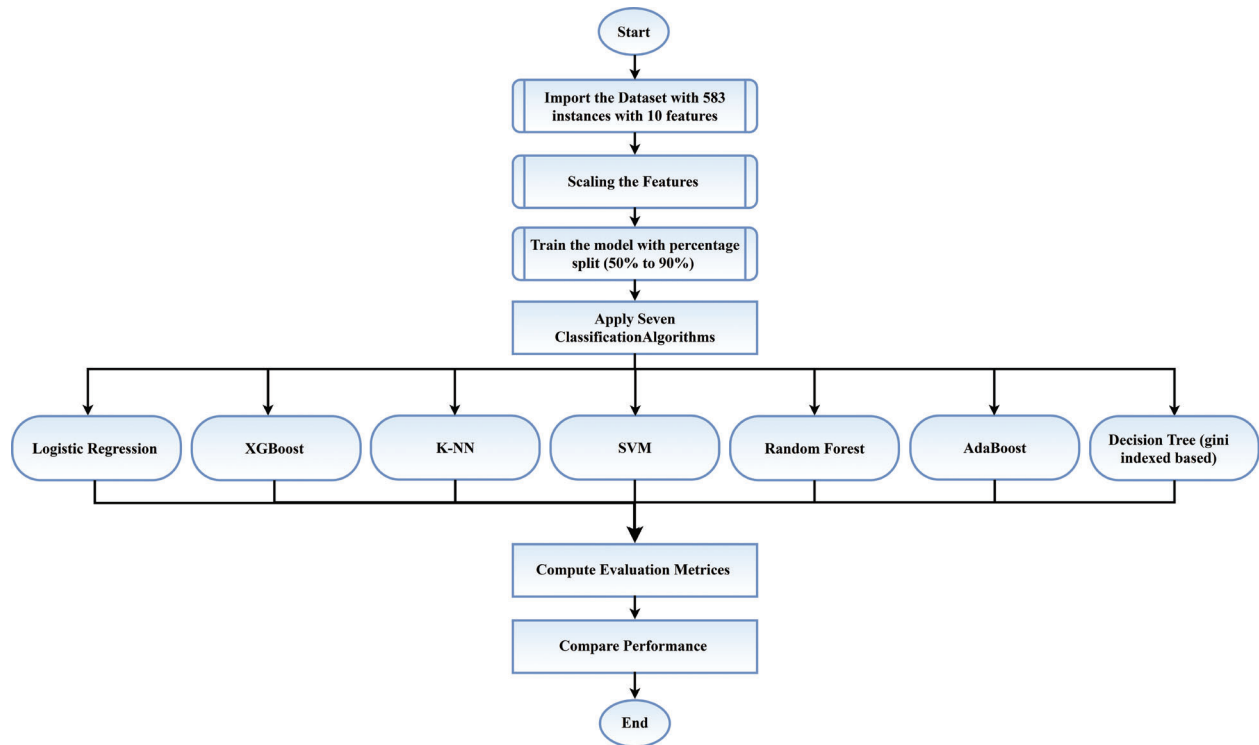 Start
Import the Dataset with 583
instances with 10 features
Scaling the Features
Train the model with percentage
split (50% to 90%)
Apply Seven
ClassificationAlgorithms
Logistic Regression
XGBoost
K-NN
SVM
Random Forest
AdaBoost
Decision Tree (gini
indexed based)
Compute Evaluation Metrices
Compare Performance
End